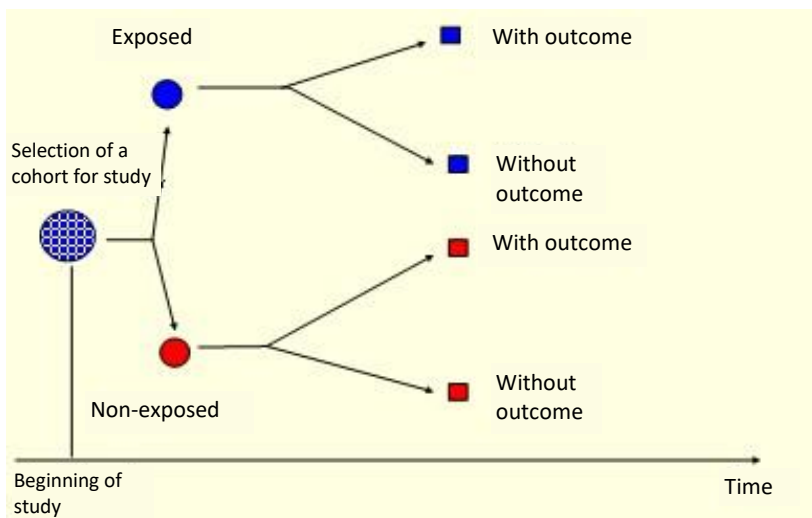 Exposed
With outcome
Selection of a
cohort for study
Without
outcome
With outcome
Non-exposed
Without
outcome
Beginning of
study
Time